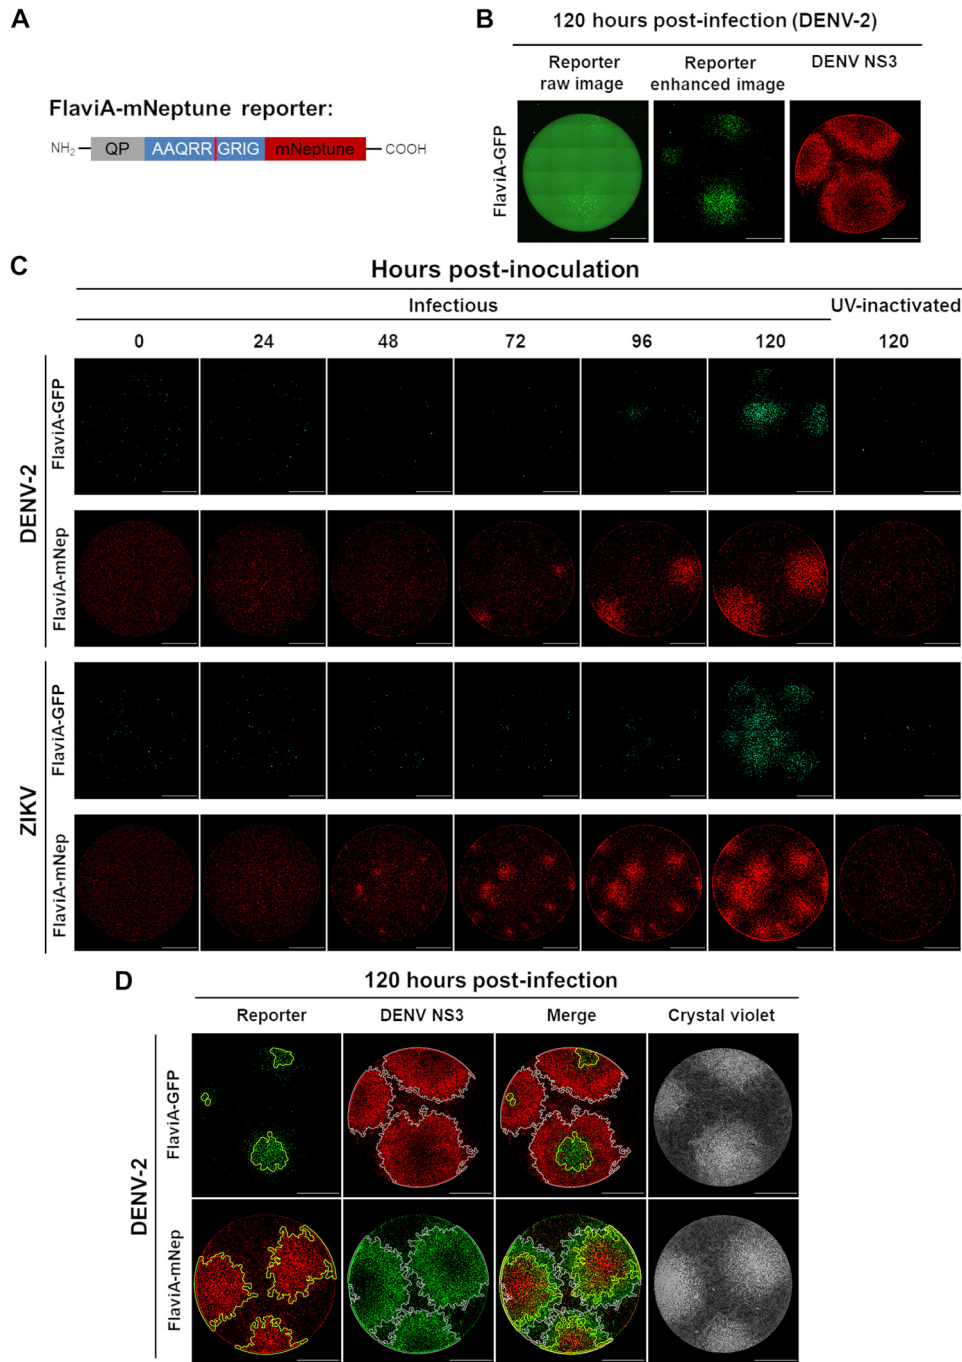 A
FlaviA-mNeptune reporter:
NH2 QP AAQRR GRIG mNeptune COOH
B
120 hours post-infection (DENV-2)
Reporter raw image Reporter enhanced image DENV NS3
FlaviA-GFP
C
Hours post-inoculation
Infectious UV-inactivated
0 24 48 72 96 120 120
DENV-2
FlaviA-GFP
FlaviA-mNep
ZIKV
FlaviA-GFP
FlaviA-mNep
D
120 hours post-infection
Reporter DENV NS3 Merge Crystal violet
DENV-2
FlaviA-GFP
FlaviA-mNep